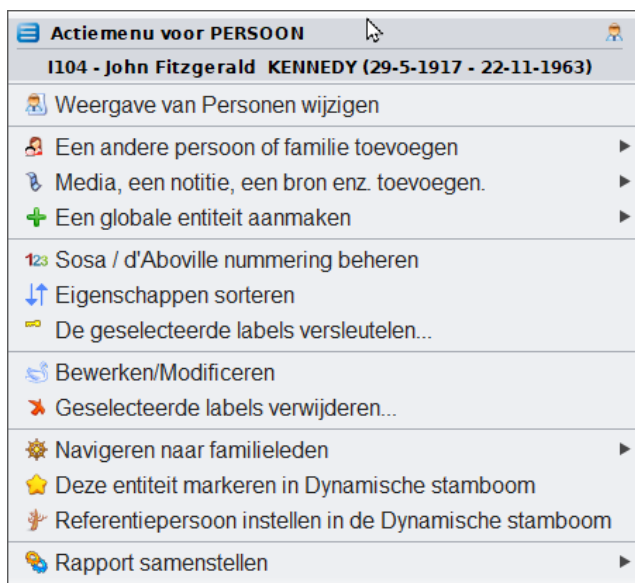 Actiemenu voor PERSOON
I104 - John Fitzgerald KENNEDY (29-5-1917 - 22-11-1963)
Weergave van Personen wijzigen
Een andere persoon of familie toevoegen
Media, een notitie, een bron enz. toevoegen.
Een globale entiteit aanmaken
123 Sosa / d'Aboville nummering beheren
Eigenschappen sorteren
De geselecteerde labels versleutelen...
Bewerken/Modificeren
Geselecteerde labels verwijderen...
Navigeren naar familieleden
Deze entiteit markeren in Dynamische stamboom
Referentiepersoon instellen in de Dynamische stamboom
Rapport samenstellen